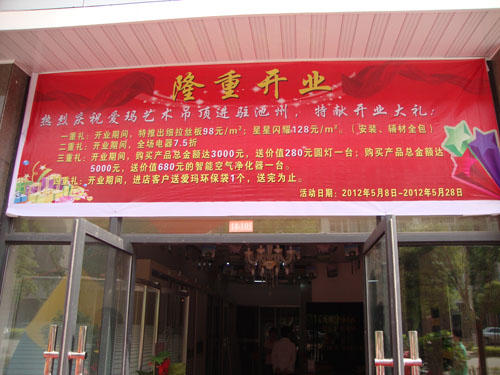 隆重开业
热烈庆祝爱玛艺术吊顶进驻池州，特献开业大礼：
一重礼：开业期间，特推出细拉丝板98元/m²；星星闪耀128元/m²。（安装、辅材全包）
二重礼：开业期间，全场电器7.5折
三重礼：开业期间，购买产品总金额达3000元，送价值280元圆灯一台；购买产品总金额达
5000元，送价值680元的智能空气净化器一台。
四重礼：开业期间，进店客户送爱玛环保袋1个，送完为止。
活动日期：2012年5月8日-2012年5月28日